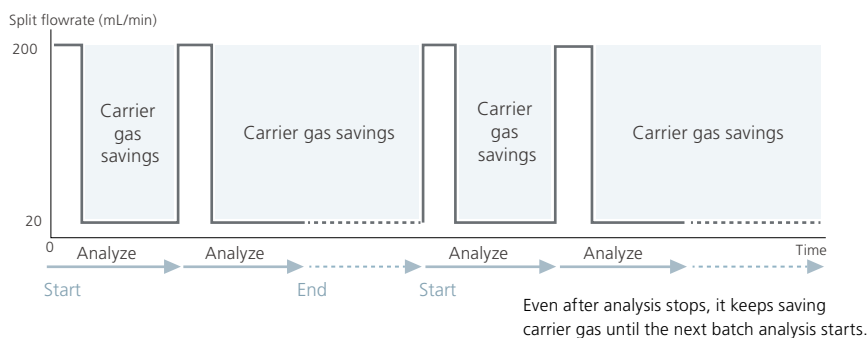 Split flowrate (mL/min)
200
Carrier
gas
savings
Carrier gas savings
Carrier
gas
savings
Carrier gas savings
20
0
Analyze
Analyze
Analyze
Analyze
Time
Start
End
Start
Even after analysis stops, it keeps saving
carrier gas until the next batch analysis starts.